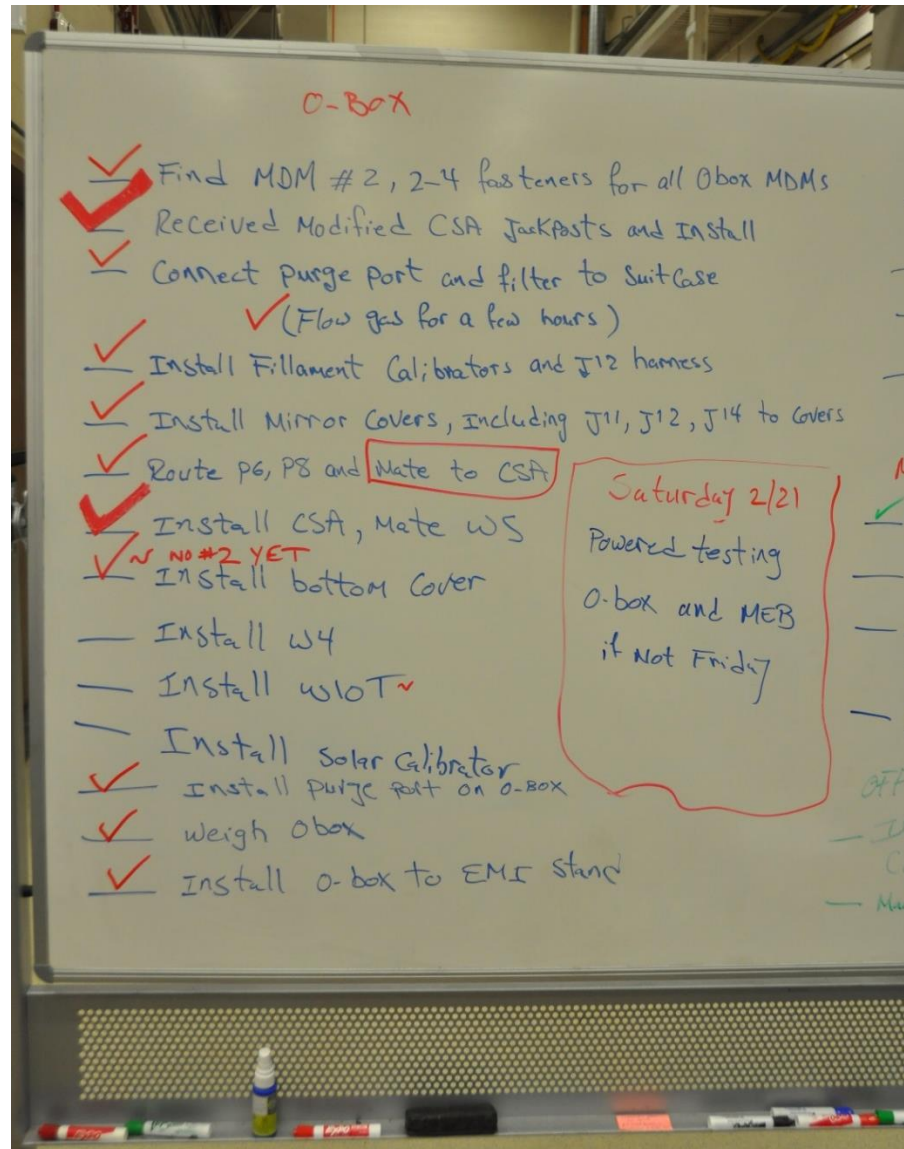 O-BOX
Find MDM #2, 2-4 fasteners for all Obox MDMs
Received Modified CSA Jackposts and Install
Connect purge port and filter to Suitcase
(Flow gas for a few hours)
Install Fillament Calibrators and J12 harness
Install Mirror Covers, Including J11, J12, J14 to Covers
Route P6, P8 and Mate to CSA
Install CSA, Mate W5
~ NO #2 YET
Install bottom Cover
Install W4
Install W10T
Install Solar Calibrator
Install purge port on O-BOX
Weigh Obox
Install O-box to EMI stand
Saturday 2/21
Powered testing
O-box and MEB
if Not Friday
EXPO
EXPO